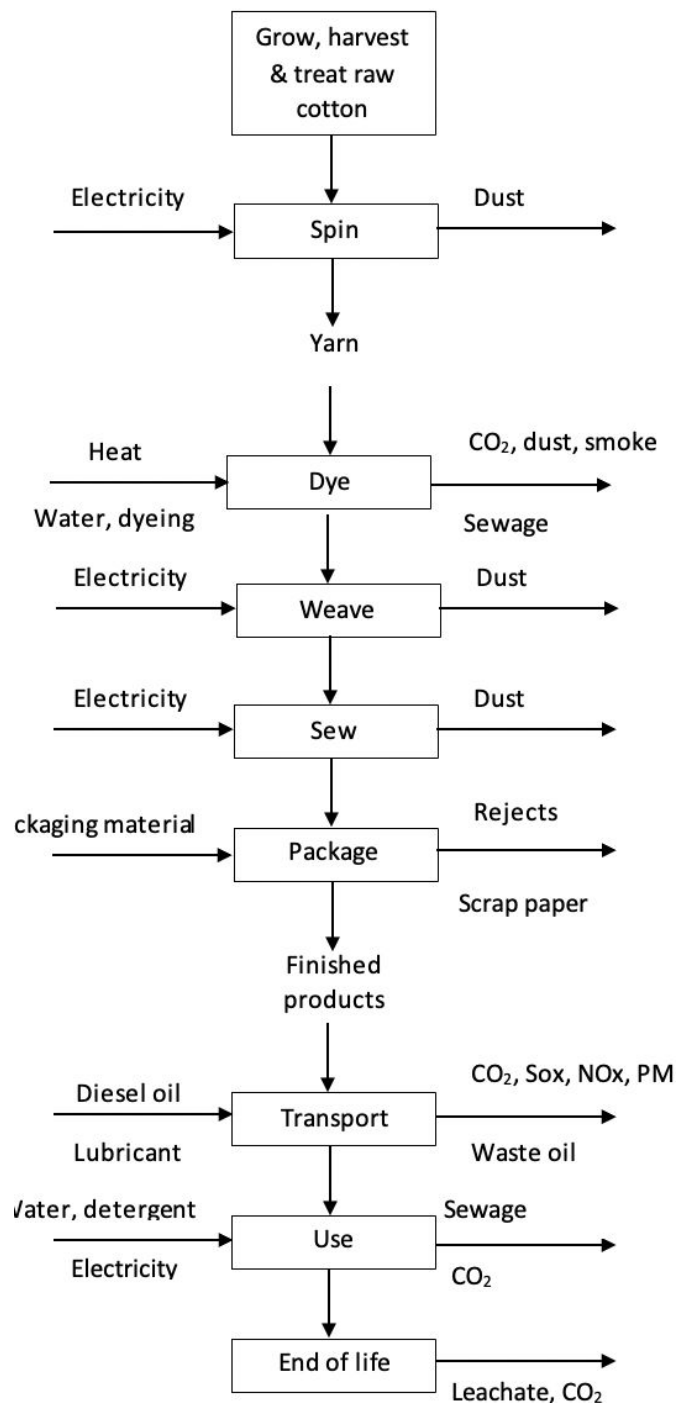 Grow, harvest
& treat raw
cotton
Electricity
Dust
Spin
Yarn
Heat
CO₂, dust, smoke
Dye
Water, dyeing
Sewage
Electricity
Dust
Weave
Electricity
Dust
Sew
ckaging material
Rejects
Package
Scrap paper
Finished
products
Diesel oil
CO₂, Sox, NOx, PM
Transport
Lubricant
Waste oil
Water, detergent
Sewage
Use
Electricity
CO₂
End of life
Leachate, CO₂